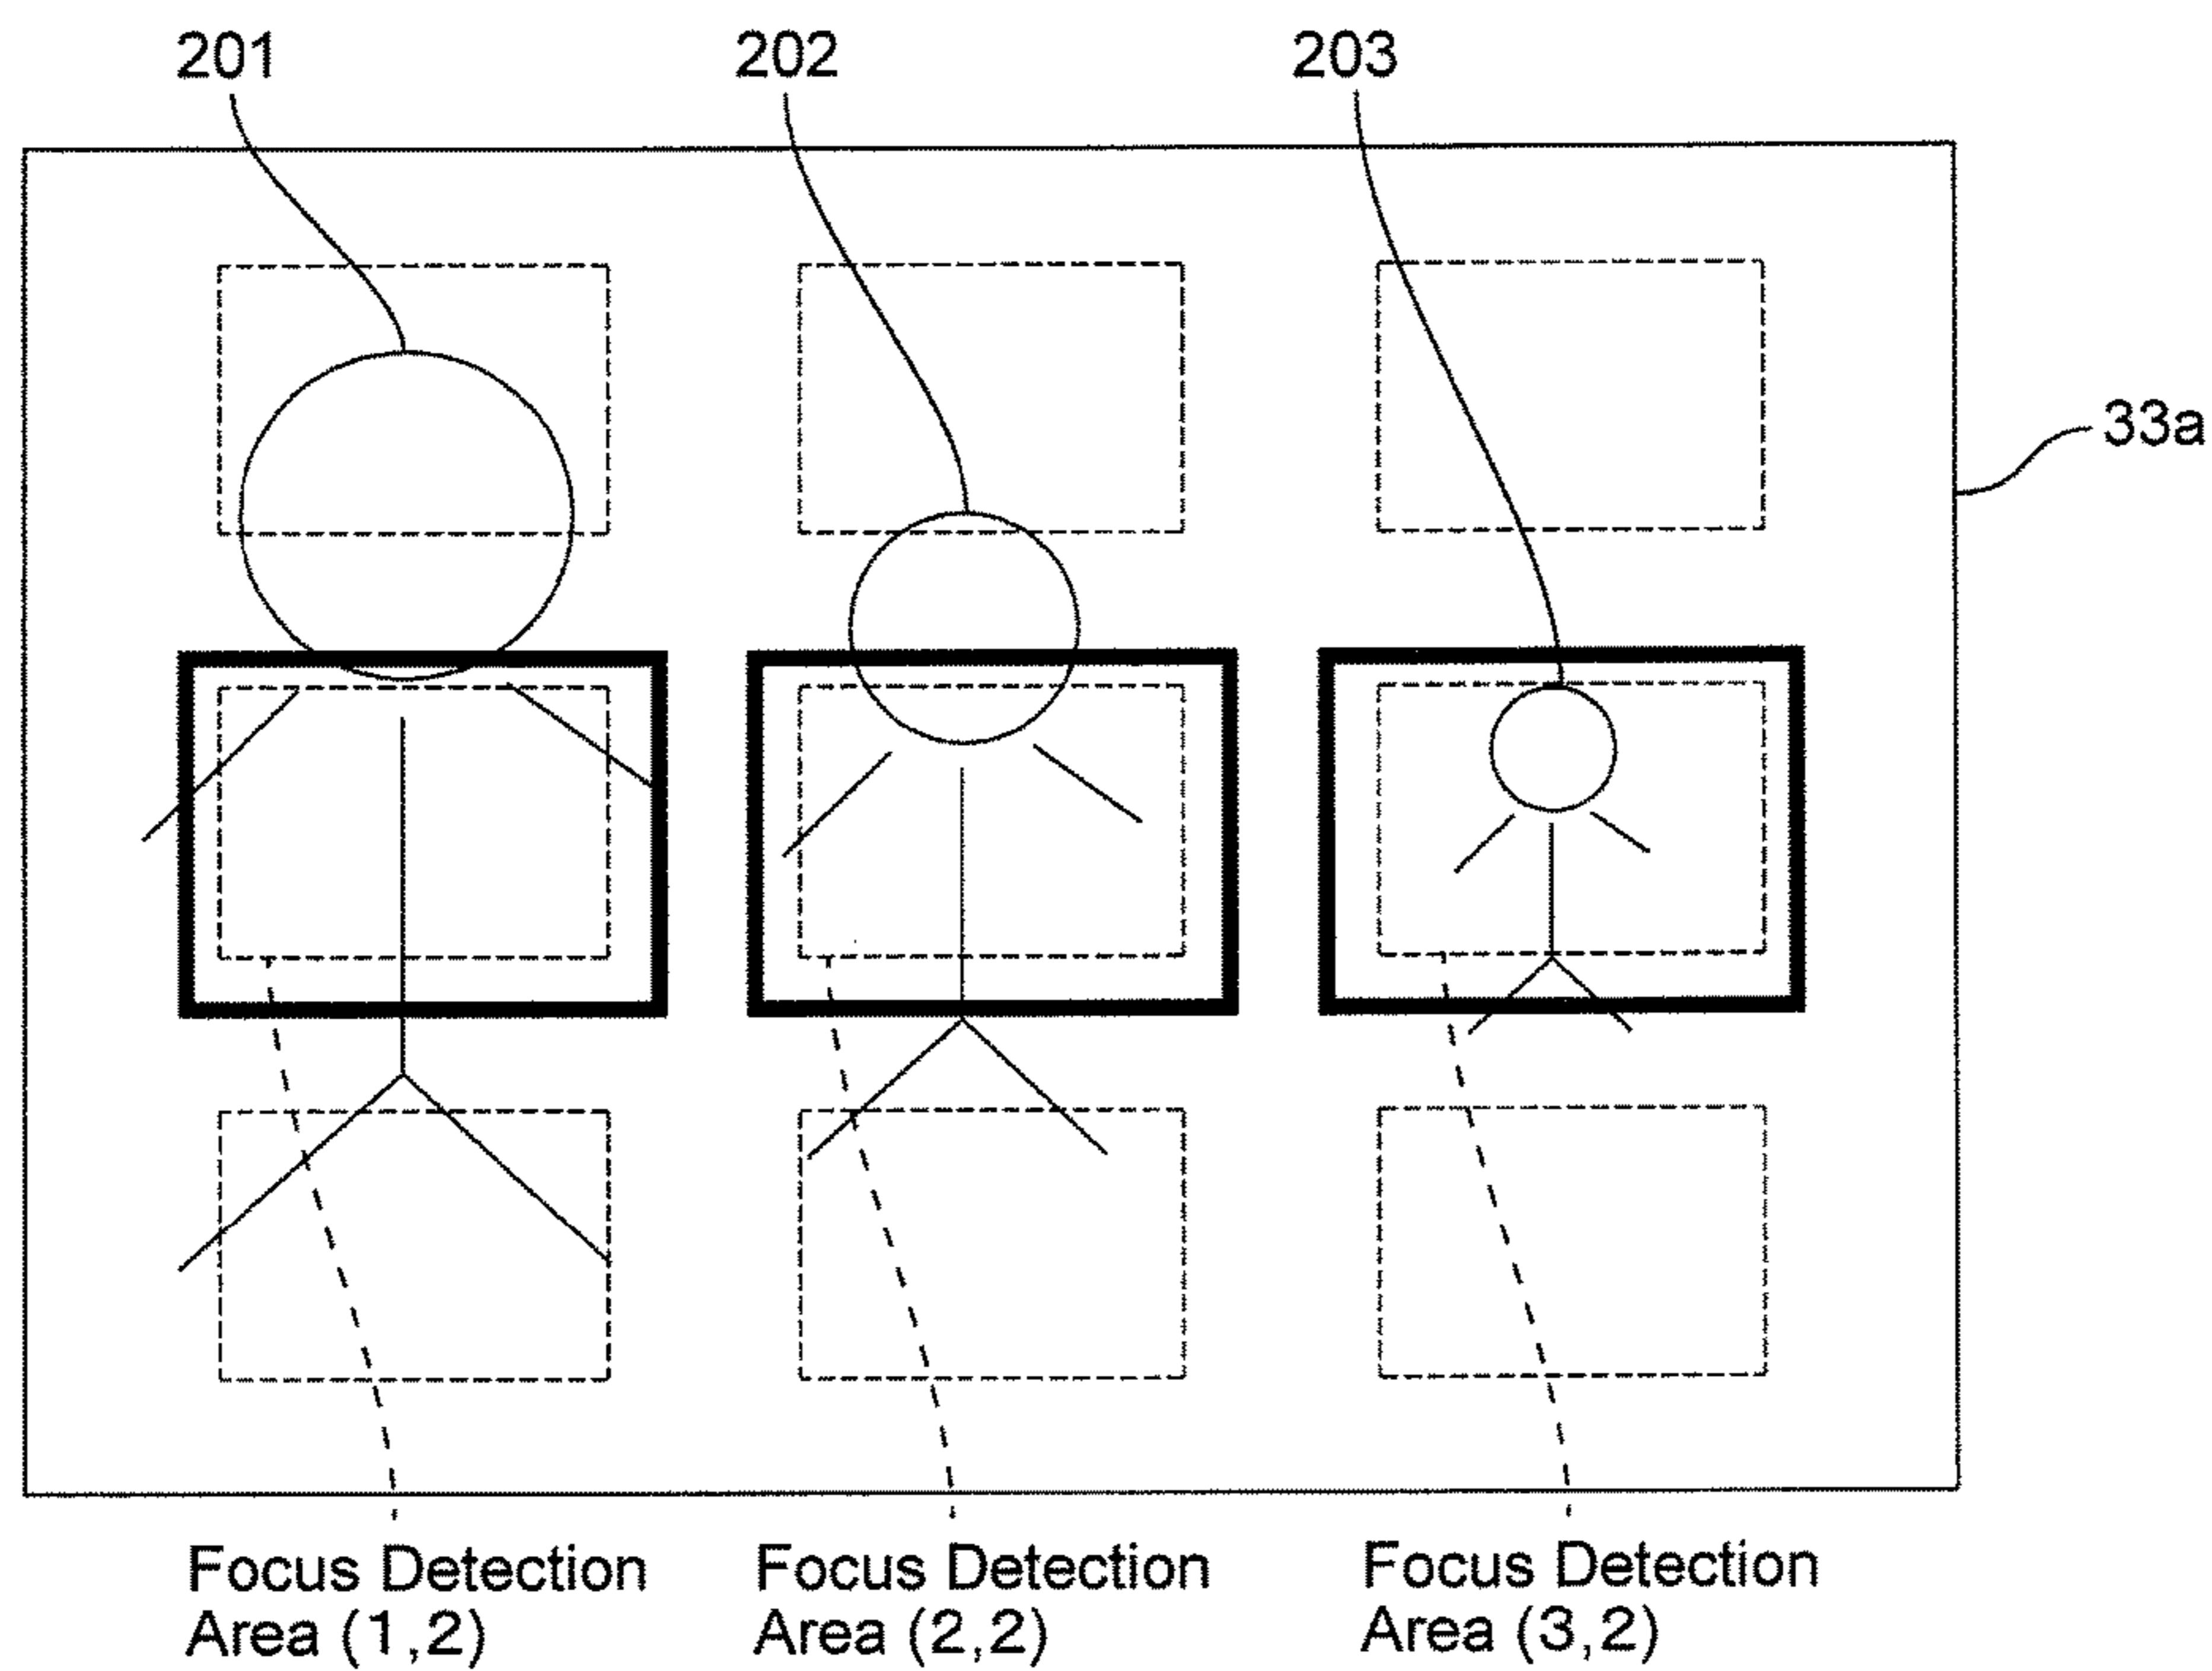 201
202
203
33a
Focus Detection
Area (1,2)
Focus Detection
Area (2,2)
Focus Detection
Area (3,2)